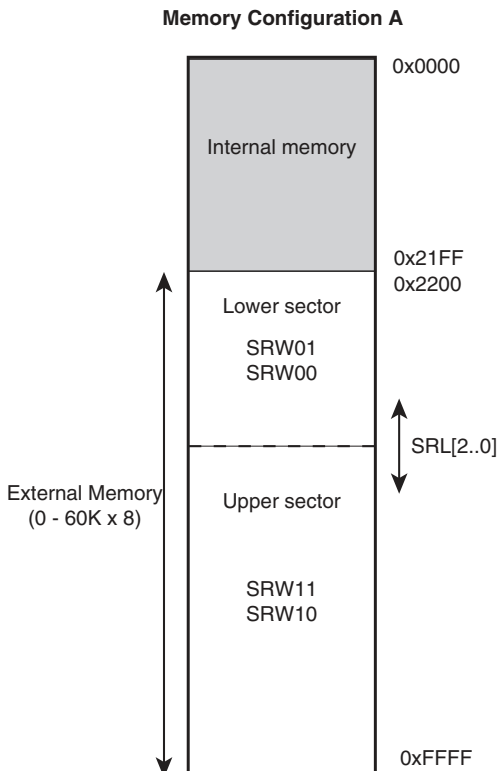 Memory Configuration A
0x0000
Internal memory
0x21FF
0x2200
Lower sector
SRW01
SRW00
SRL[2..0]
External Memory
(0 - 60K x 8)
Upper sector
SRW11
SRW10
0xFFFF